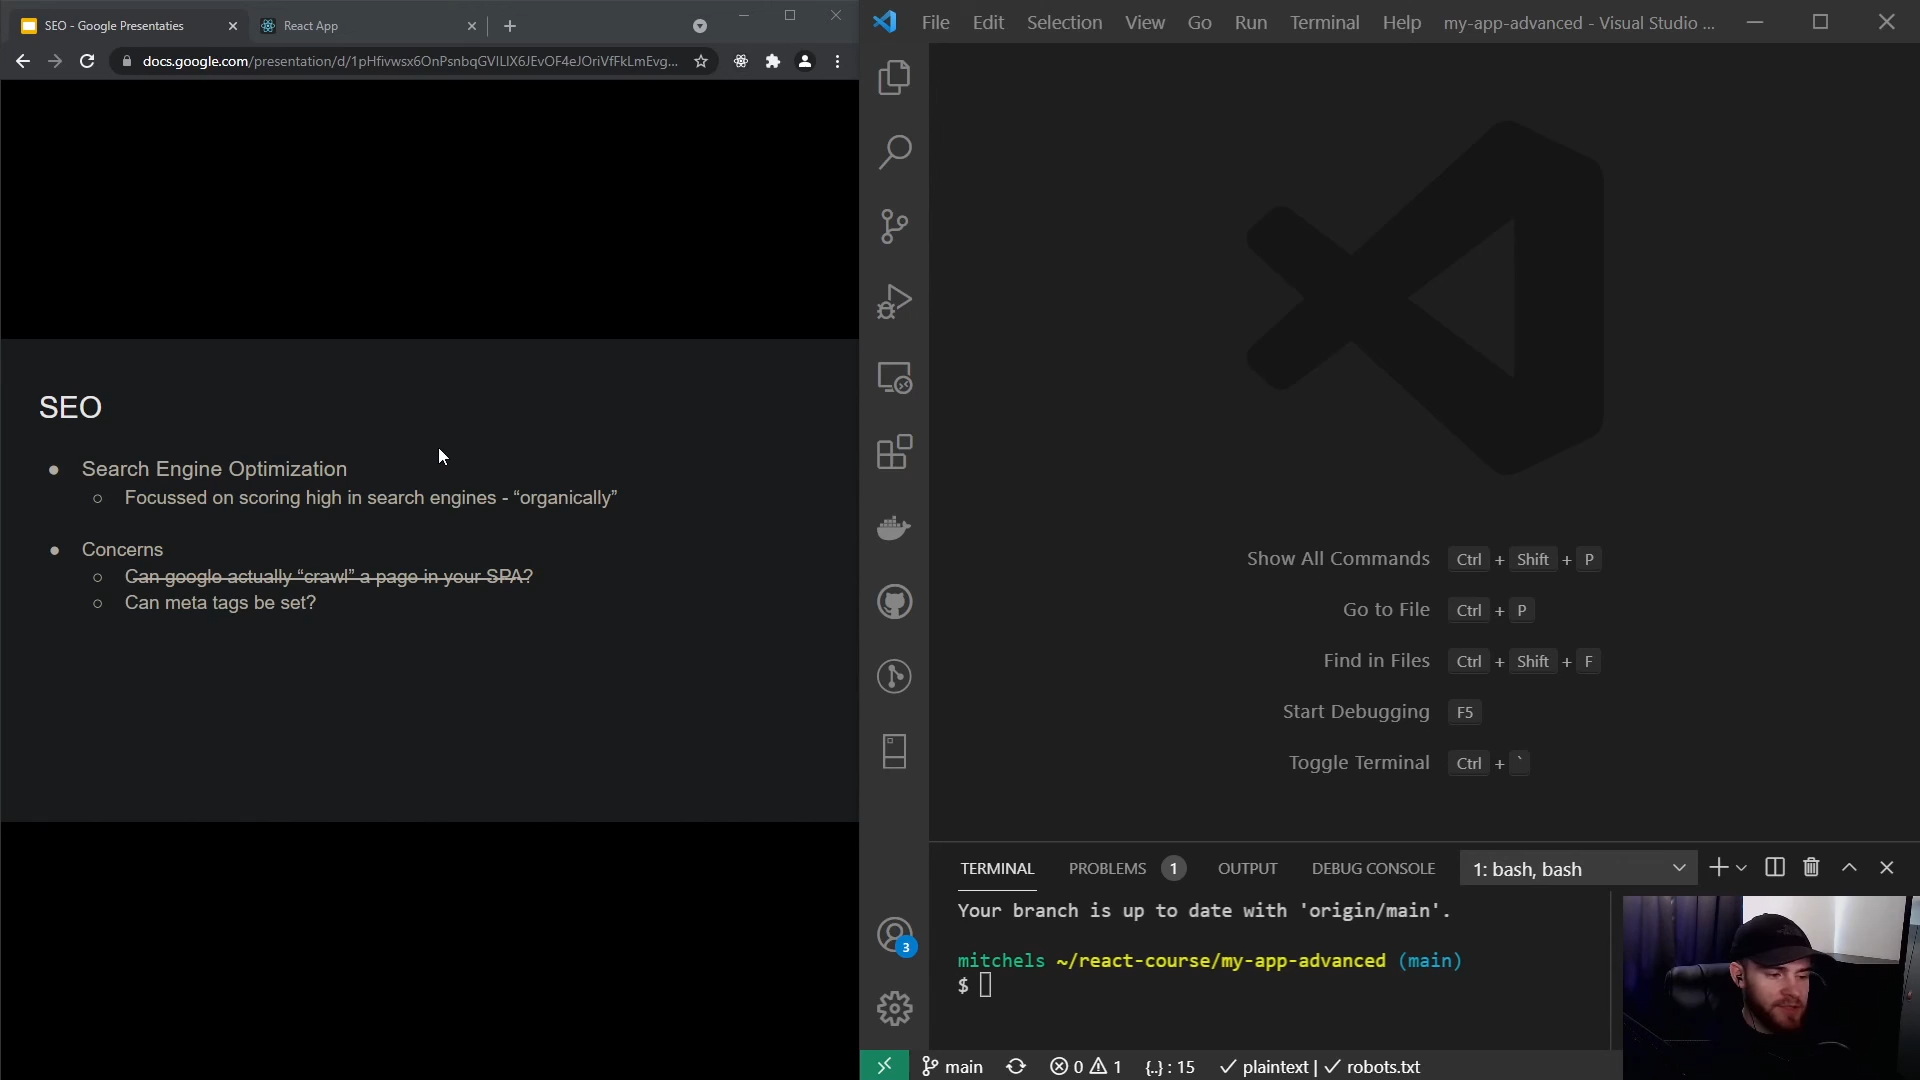 SEO - Google Presentaties
React App
docs.google.com/presentation/d/1pHfivwsx6OnPsnbqGVILIX6JEvOF4eJOriVfFkLmEvg...
SEO
● Search Engine Optimization
○ Focussed on scoring high in search engines - “organically”
● Concerns
○ Can google actually “crawl” a page in your SPA?
○ Can meta tags be set?
File Edit Selection View Go Run Terminal Help my-app-advanced - Visual Studio ...
Show All Commands Ctrl + Shift + P
Go to File Ctrl + P
Find in Files Ctrl + Shift + F
Start Debugging F5
Toggle Terminal Ctrl + `
TERMINAL PROBLEMS 1 OUTPUT DEBUG CONSOLE 1: bash, bash
Your branch is up to date with 'origin/main'.
mitchels ~/react-course/my-app-advanced (main)
$
3
main 0 1 {..} : 15 ✓ plaintext | ✓ robots.txt